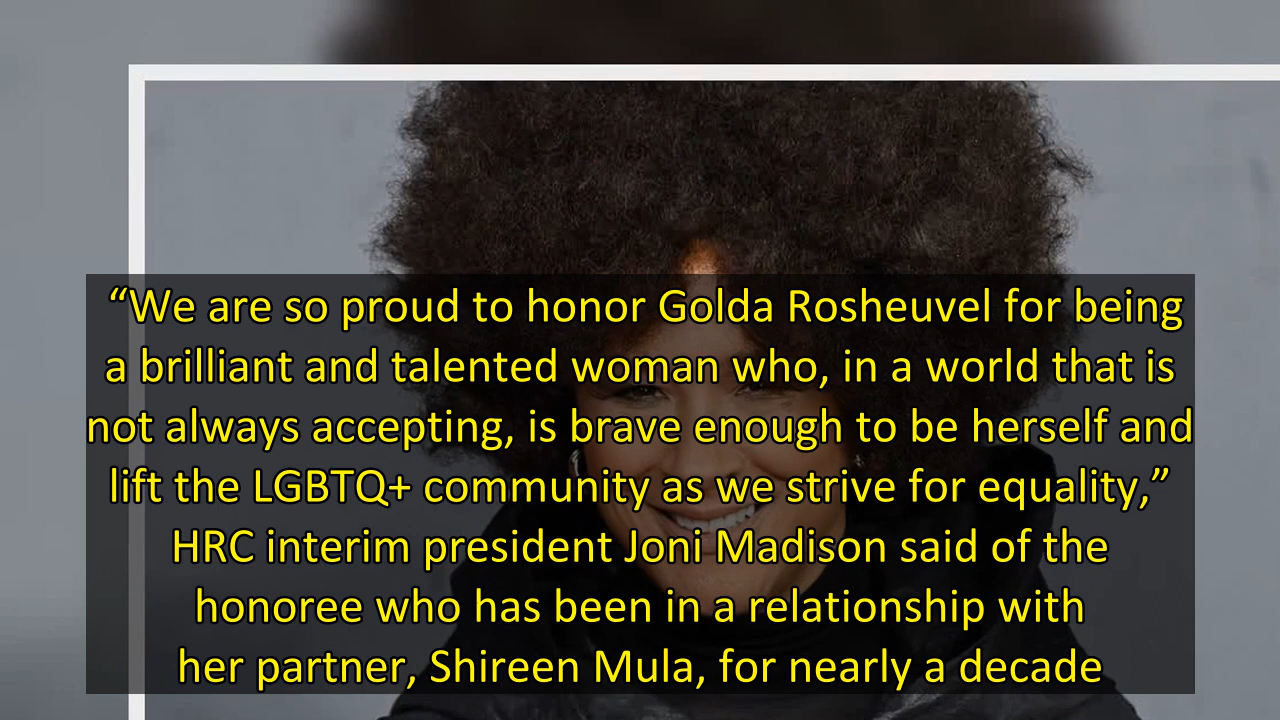 “We are so proud to honor Golda Rosheuvel for being
a brilliant and talented woman who, in a world that is
not always accepting, is brave enough to be herself and
lift the LGBTQ+ community as we strive for equality,”
HRC interim president Joni Madison said of the
honoree who has been in a relationship with
her partner, Shireen Mula, for nearly a decade